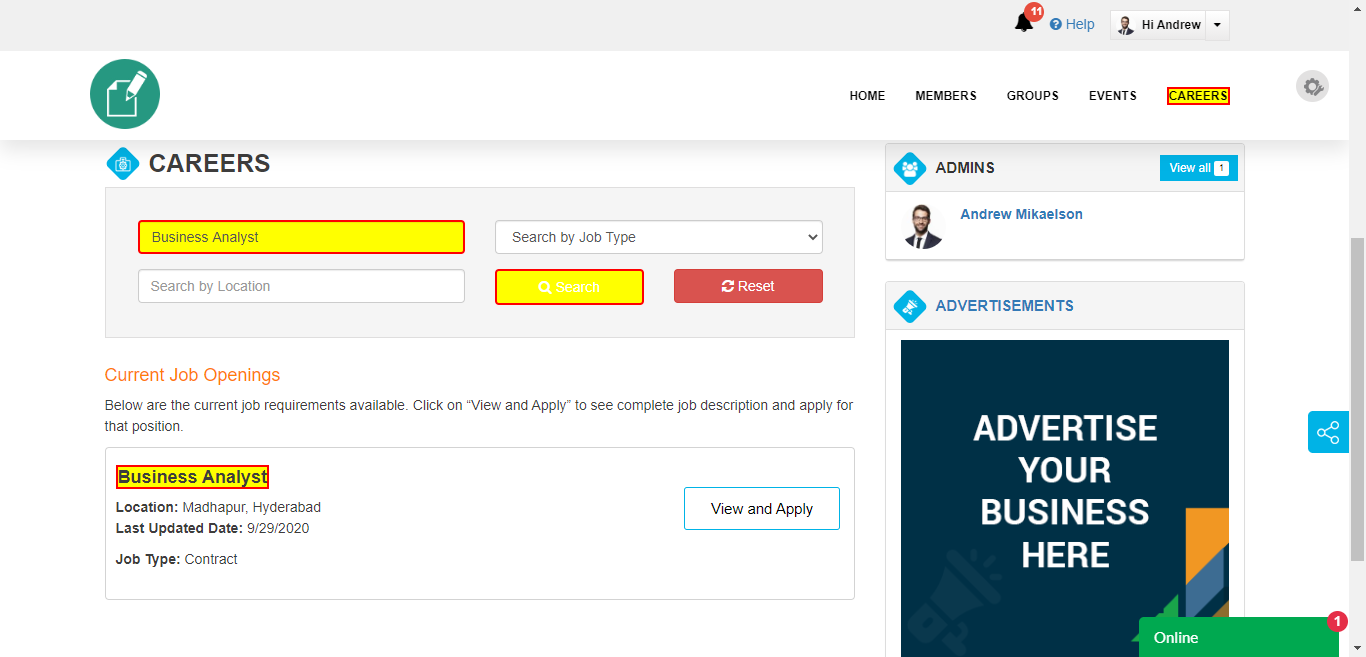 11
Help
Hi Andrew
HOME MEMBERS GROUPS EVENTS CAREERS
CAREERS
Business Analyst
Search by Job Type
Search by Location
Search
Reset
Current Job Openings
Below are the current job requirements available. Click on “View and Apply” to see complete job description and apply for
that position.
Business Analyst
Location: Madhapur, Hyderabad
Last Updated Date: 9/29/2020
Job Type: Contract
View and Apply
ADMINS
View all 1
Andrew Mikaelson
ADVERTISEMENTS
ADVERTISE
YOUR
BUSINESS
HERE
Online
1